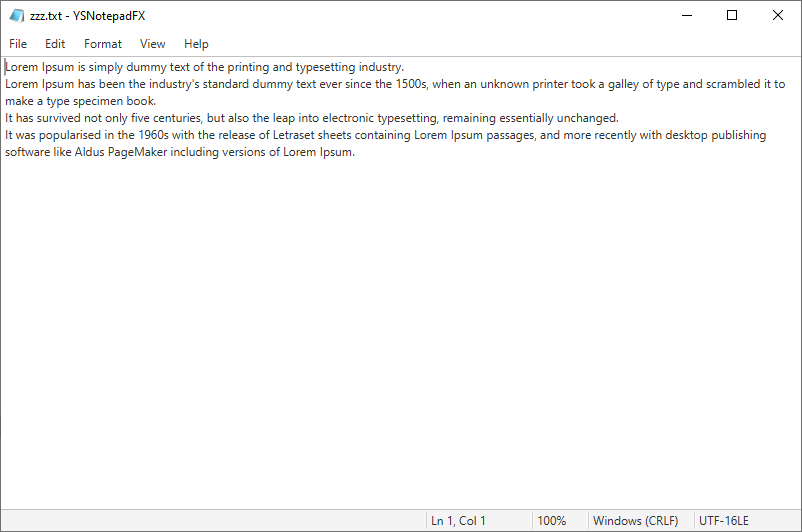 zzz.txt - YSNotepadFX
File Edit Format View Help
Lorem Ipsum is simply dummy text of the printing and typesetting industry.
Lorem Ipsum has been the industry's standard dummy text ever since the 1500s, when an unknown printer took a galley of type and scrambled it to
make a type specimen book.
It has survived not only five centuries, but also the leap into electronic typesetting, remaining essentially unchanged.
It was popularised in the 1960s with the release of Letraset sheets containing Lorem Ipsum passages, and more recently with desktop publishing
software like Aldus PageMaker including versions of Lorem Ipsum.
Ln 1, Col 1 100% Windows (CRLF) UTF-16LE